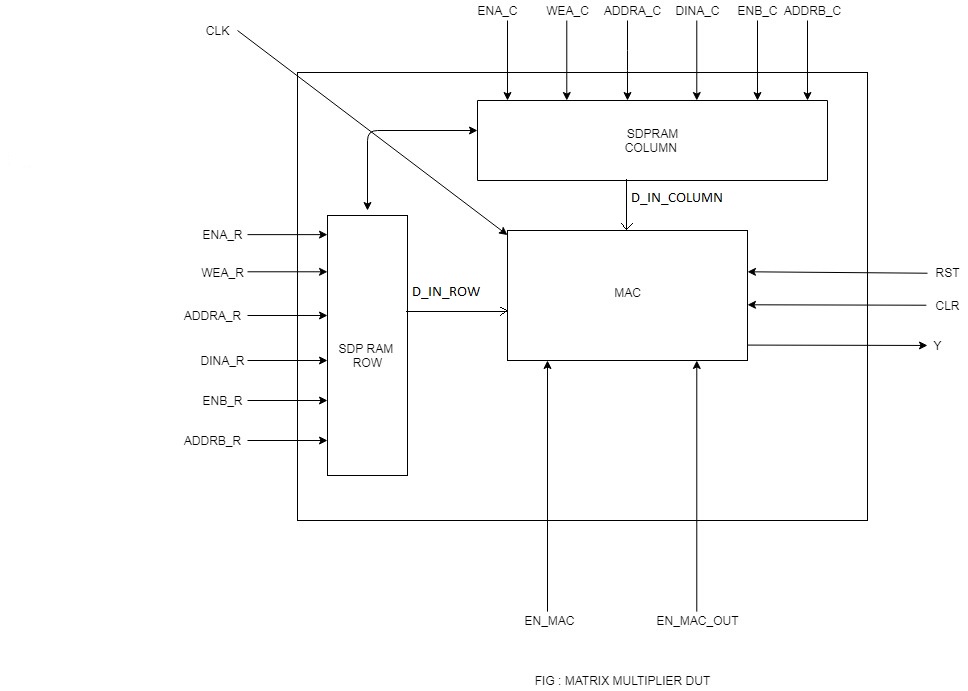 ENA_C WEA_C ADDRA_C DINA_C ENB_C ADDRB_C
CLK
SDPRAM
COLUMN
D_IN_COLUMN
ENA_R
WEA_R
ADDRA_R
DINA_R
ENB_R
ADDRB_R
SDP RAM
ROW
D_IN_ROW
MAC
RST
CLR
Y
EN_MAC
EN_MAC_OUT
FIG : MATRIX MULTIPLIER DUT